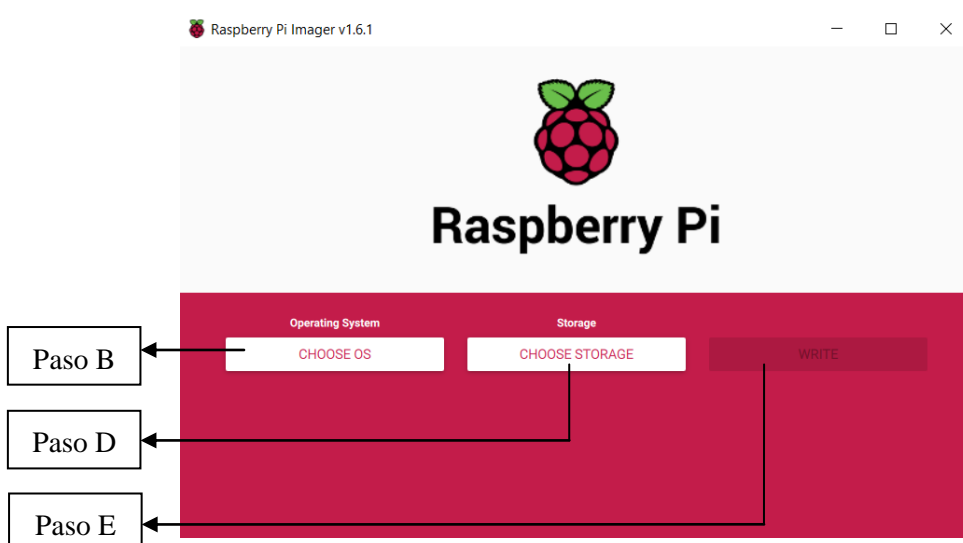 Raspberry Pi Imager v1.6.1
Raspberry Pi
Operating System
Storage
CHOOSE OS
CHOOSE STORAGE
WRITE
Paso B
Paso D
Paso E